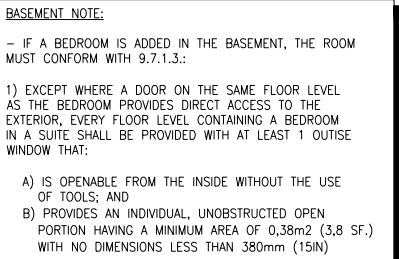 BASEMENT NOTE:
– IF A BEDROOM IS ADDED IN THE BASEMENT, THE ROOM
MUST CONFORM WITH 9.7.1.3.:
1) EXCEPT WHERE A DOOR ON THE SAME FLOOR LEVEL
AS THE BEDROOM PROVIDES DIRECT ACCESS TO THE
EXTERIOR, EVERY FLOOR LEVEL CONTAINING A BEDROOM
IN A SUITE SHALL BE PROVIDED WITH AT LEAST 1 OUTISE
WINDOW THAT:
A) IS OPENABLE FROM THE INSIDE WITHOUT THE USE
OF TOOLS; AND
B) PROVIDES AN INDIVIDUAL, UNOBSTRUCTED OPEN
PORTION HAVING A MINIMUM AREA OF 0,38m2 (3,8 SF.)
WITH NO DIMENSIONS LESS THAN 380mm (15IN)